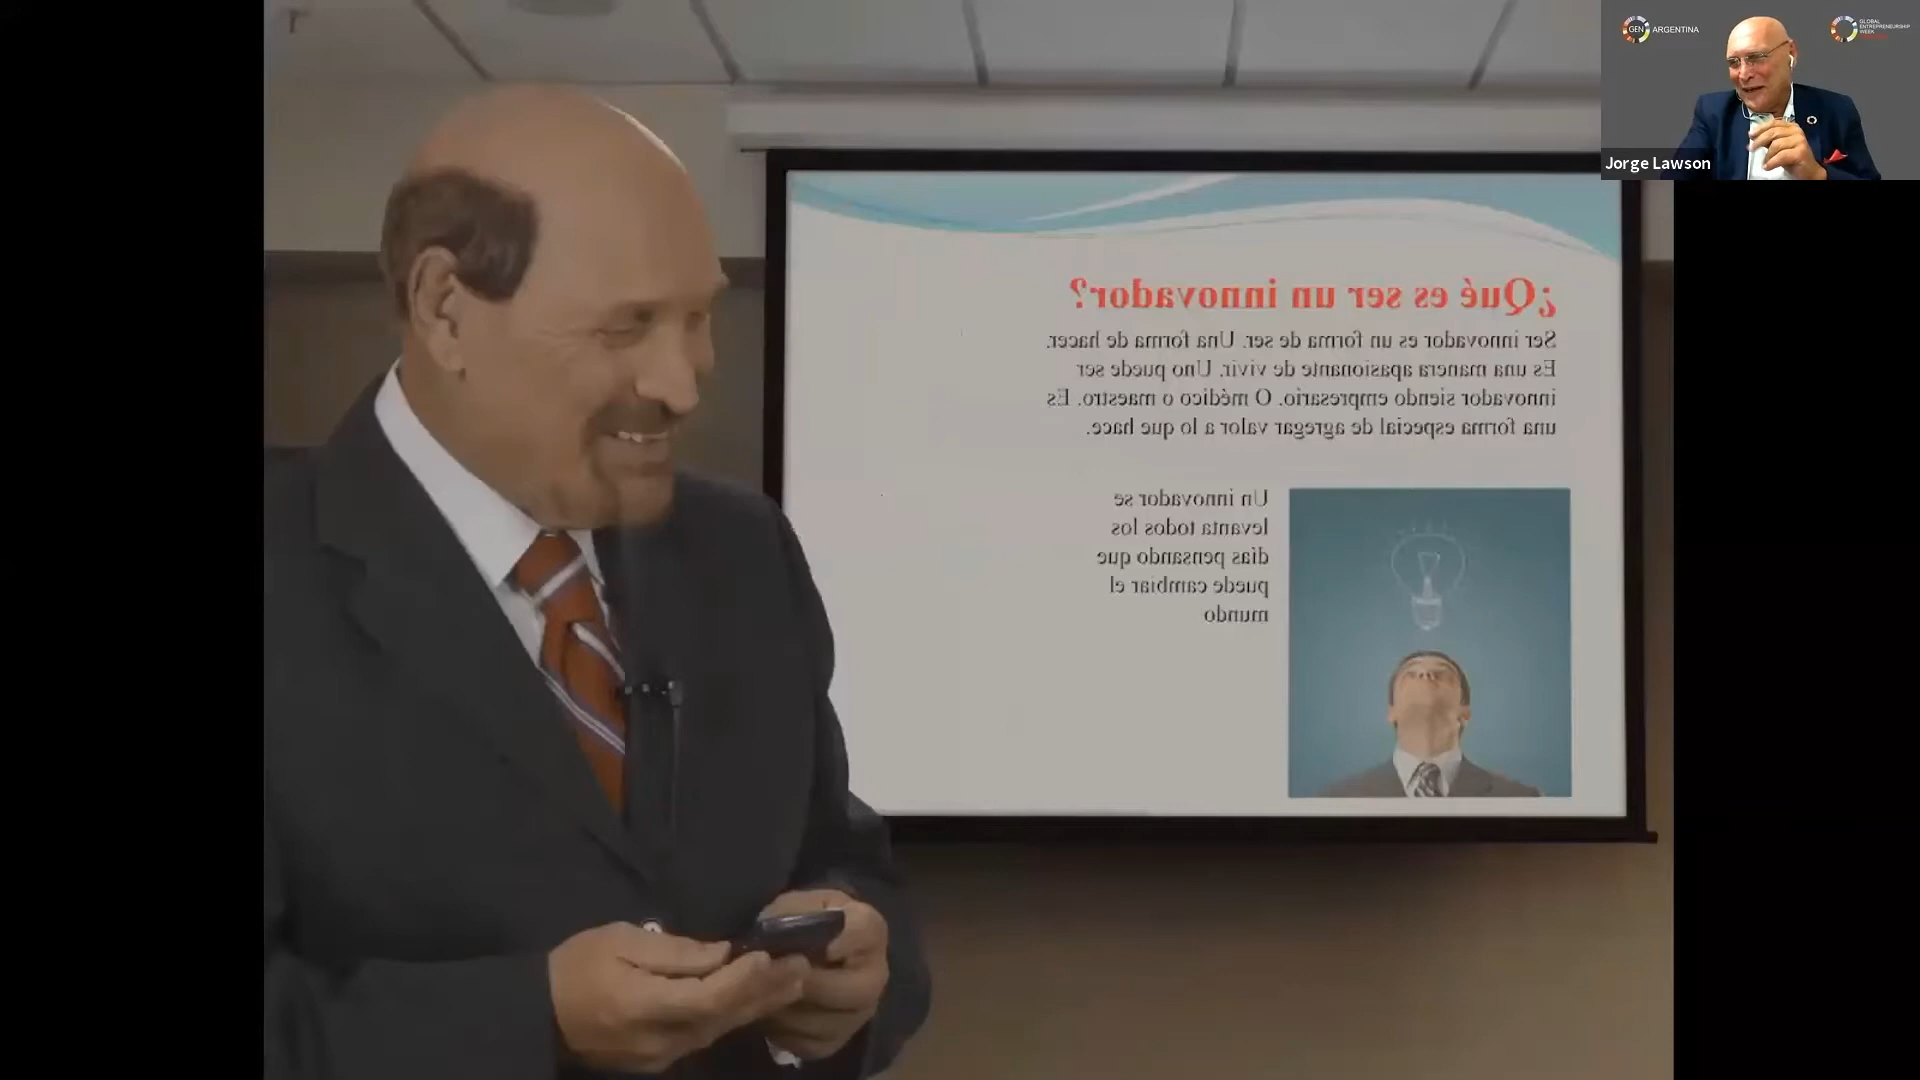 GEN ARGENTINA
GLOBAL
ENTREPRENEURSHIP
WEEK
Jorge Lawson
¿Qué es ser un innovador?
Ser innovador es un forma de ser. Una forma de hacer.
Es una manera apasionante de vivir. Uno puede ser
innovador siendo empresario. O médico o maestro. Es
una forma especial de agregar valor a lo que hace.
Un innovador se
levanta todos los
días pensando que
puede cambiar el
mundo